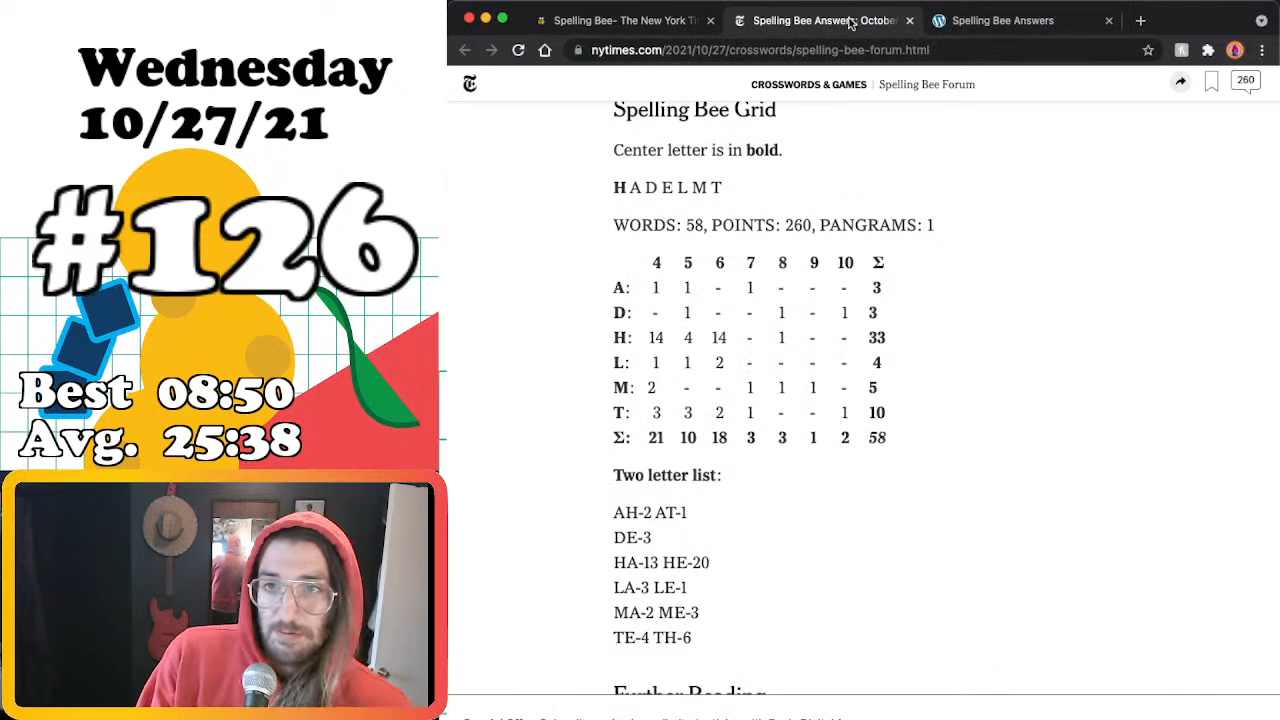 Wednesday
10/27/21
#126
Best 08:50
Avg. 25:38
Spelling Bee- The New York Ti
Spelling Bee Answers: October
Spelling Bee Answers
nytimes.com/2021/10/27/crosswords/spelling-bee-forum.html
CROSSWORDS & GAMES | Spelling Bee Forum
260
Spelling Bee Grid
Center letter is in bold.
H A D E L M T
WORDS: 58, POINTS: 260, PANGRAMS: 1
4 5 6 7 8 9 10 Σ
A: 1 1 - 1 - - - 3
D: - 1 - - 1 - 1 3
H: 14 4 14 - 1 - - 33
L: 1 1 2 - - - - 4
M: 2 - - 1 1 1 - 5
T: 3 3 2 1 - - 1 10
Σ: 21 10 18 3 3 1 2 58
Two letter list:
AH-2 AT-1
DE-3
HA-13 HE-20
LA-3 LE-1
MA-2 ME-3
TE-4 TH-6
Further Reading